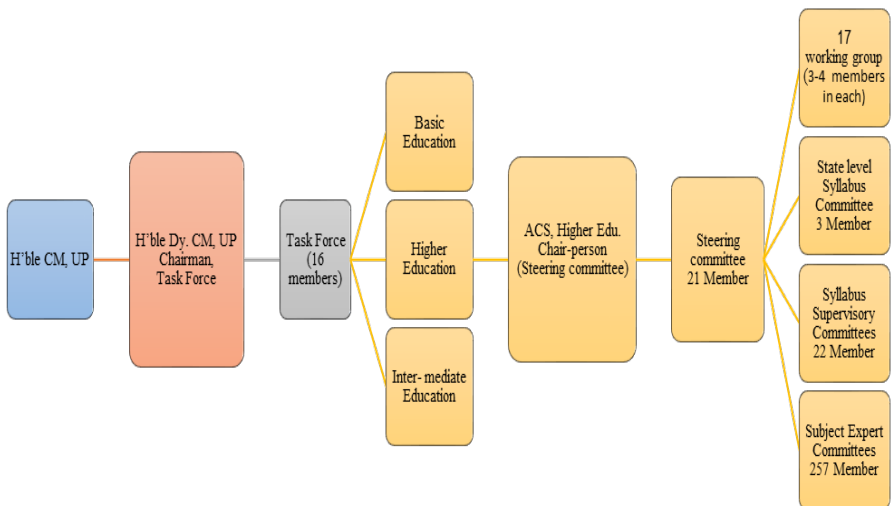 H'ble CM, UP
H'ble Dy. CM, UP
Chairman,
Task Force
Task Force
(16
members)
Basic
Education
Higher
Education
Inter- mediate
Education
ACS, Higher Edu.
Chair-person
(Steering committee)
Steering
committee
21 Member
17
working group
(3-4 members
in each)
State level
Syllabus
Committee
3 Member
Syllabus
Supervisory
Committees
22 Member
Subject Expert
Committees
257 Member